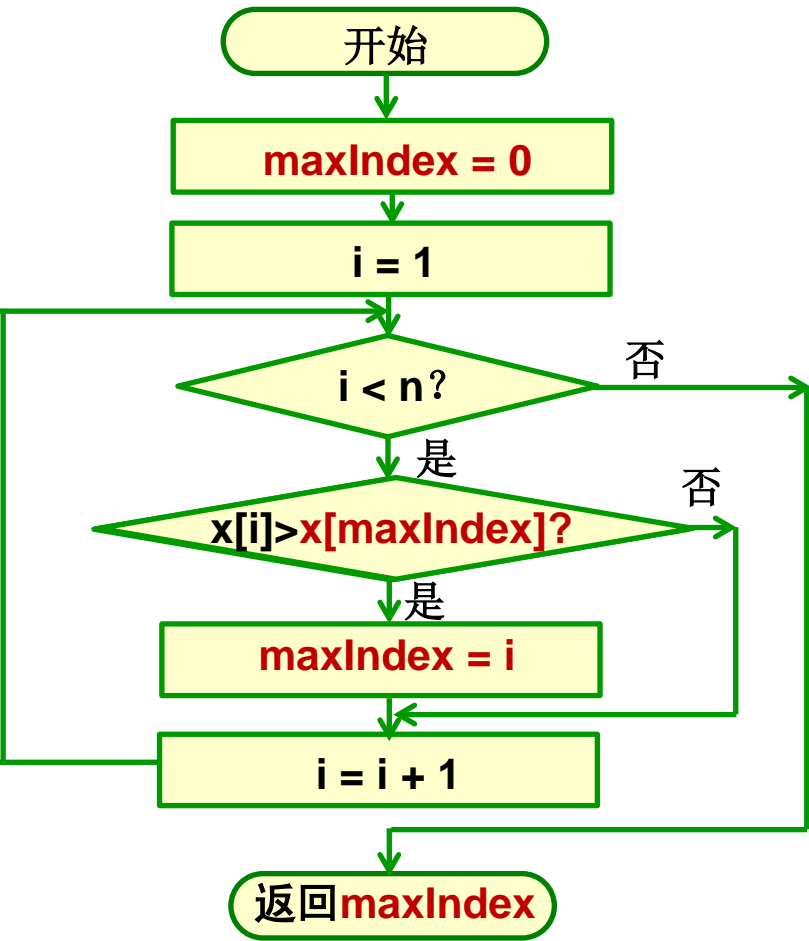 开始
maxIndex = 0
i = 1
i < n？
否
是
x[i]>x[maxIndex]?
否
是
maxIndex = i
i = i + 1
返回maxIndex